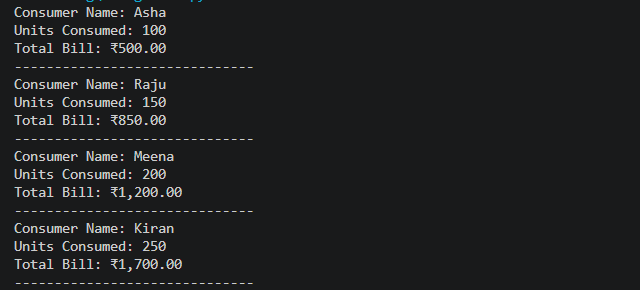 Consumer Name: Asha
Units Consumed: 100
Total Bill: ₹500.00
------------------------------
Consumer Name: Raju
Units Consumed: 150
Total Bill: ₹850.00
------------------------------
Consumer Name: Meena
Units Consumed: 200
Total Bill: ₹1,200.00
------------------------------
Consumer Name: Kiran
Units Consumed: 250
Total Bill: ₹1,700.00
------------------------------